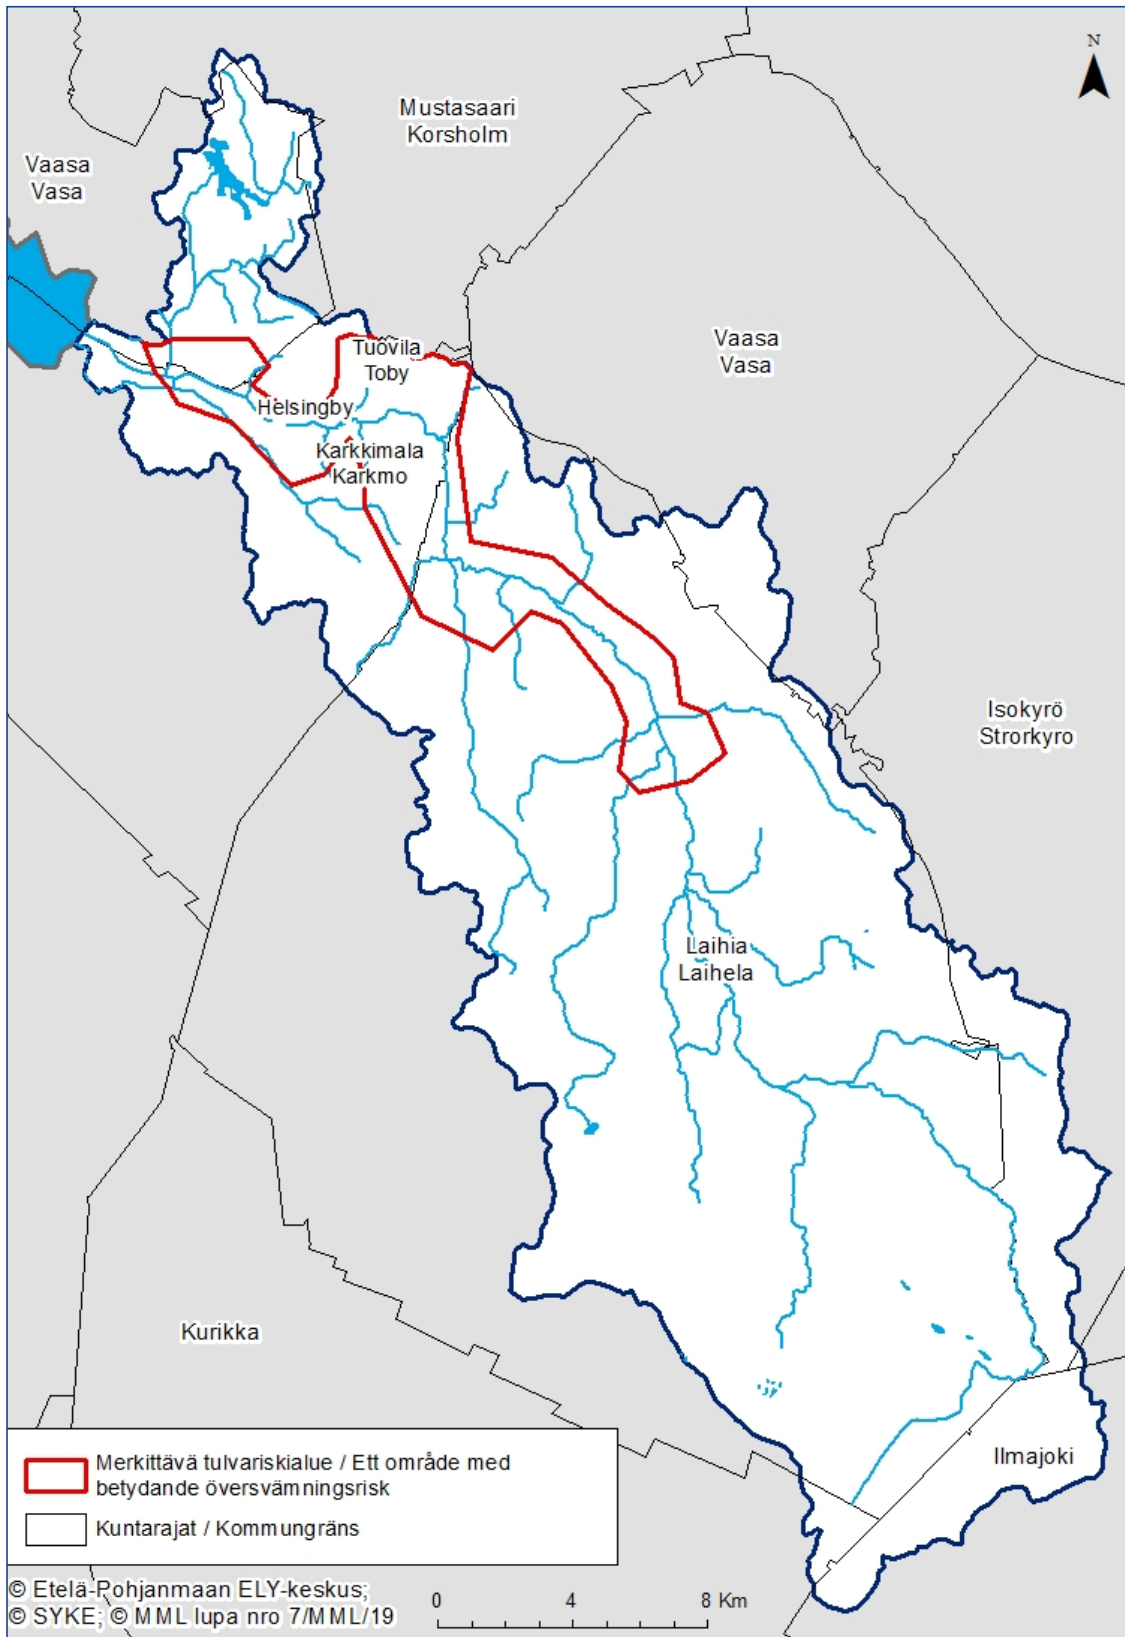 N
Mustasaari
Korsholm
Vaasa
Vasa
Vaasa
Vasa
Tuovila
Toby
Helsingby
Karkkimala
Karkmo
Isokyrö
Strorkyro
Laihia
Laihela
Kurikka
Ilmajoki
Merkittävä tulvariskialue / Ett område med
betydande översvämningsrisk
Kuntarajat / Kommungräns
© Etelä-Pohjanmaan ELY-keskus;
© SYKE; © MML lupa nro 7/MML/19
0 4 8 Km